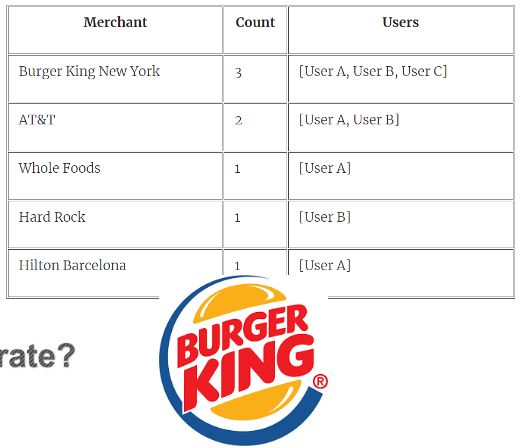 Merchant Count Users
Burger King New York 3 [User A, User B, User C]
AT&T 2 [User A, User B]
Whole Foods 1 [User A]
Hard Rock 1 [User B]
Hilton Barcelona 1 [User A]
rate?
BURGER
KING®